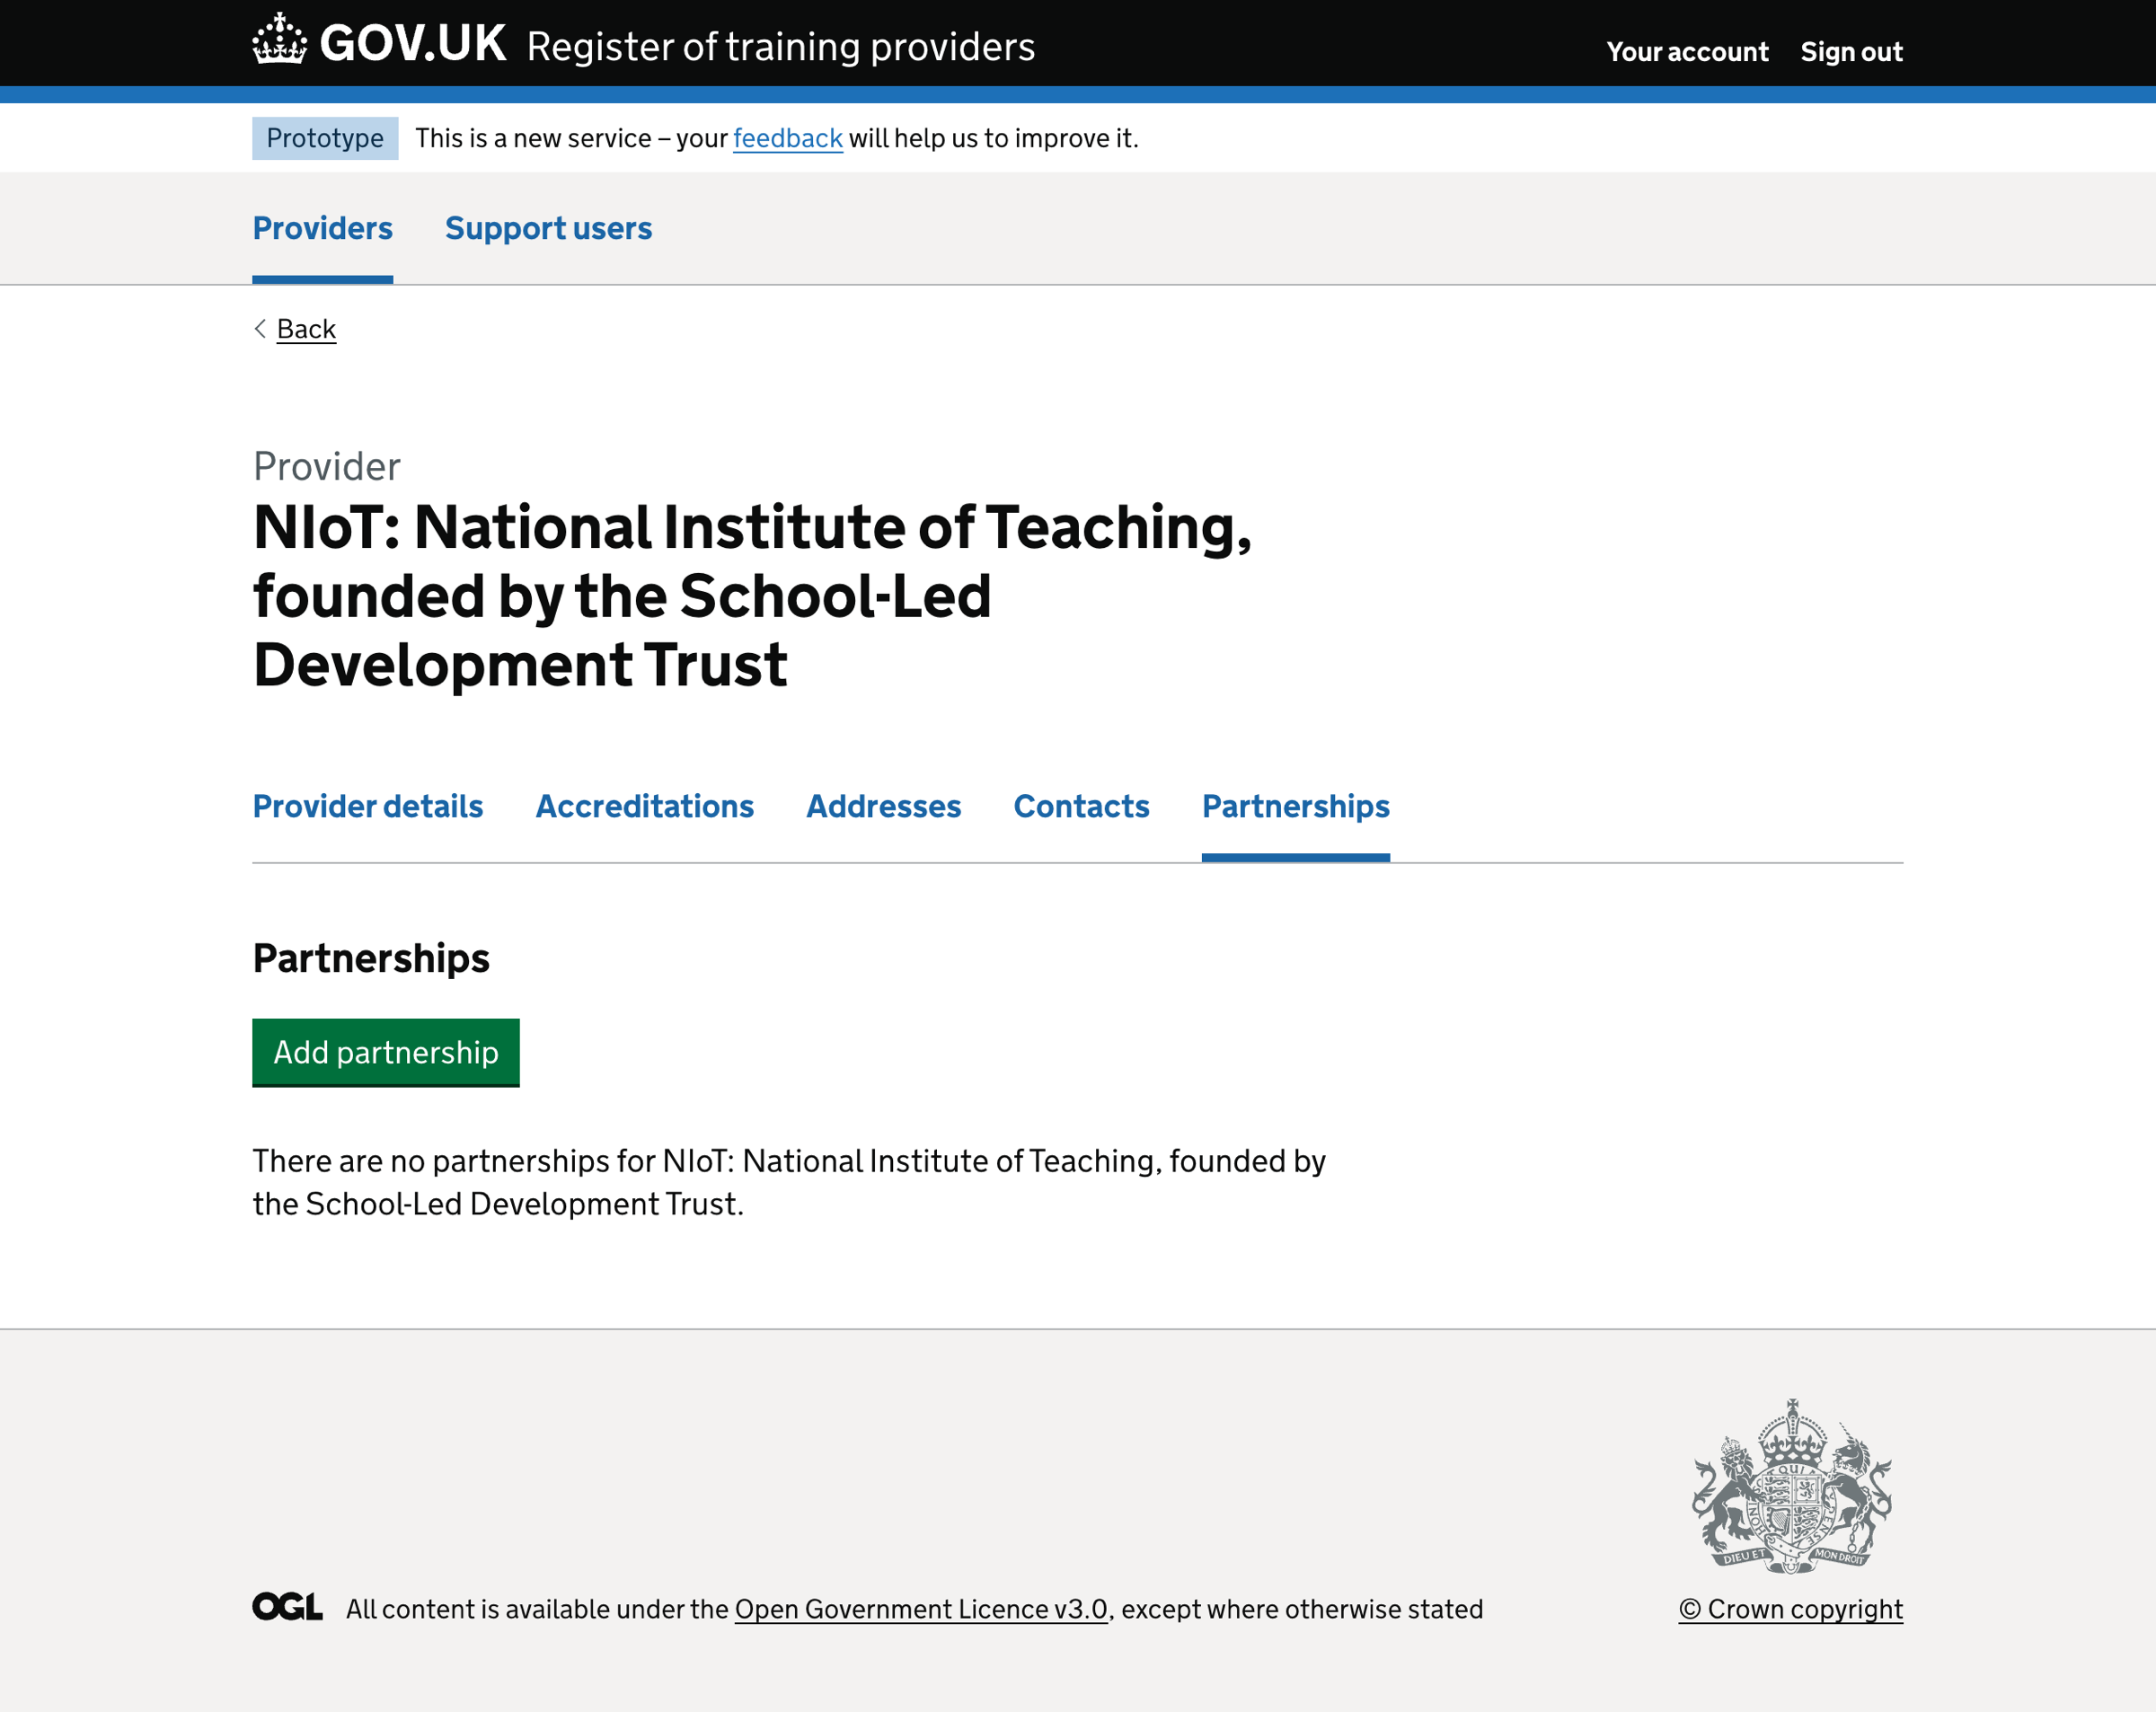 GOV.UK Register of training providers
Your account Sign out
Prototype This is a new service – your feedback will help us to improve it.
Providers Support users
Back
Provider
NIoT: National Institute of Teaching,
founded by the School-Led
Development Trust
Provider details Accreditations Addresses Contacts Partnerships
Partnerships
Add partnership
There are no partnerships for NIoT: National Institute of Teaching, founded by
the School-Led Development Trust.
DIEU ET MON DROIT
OGL All content is available under the Open Government Licence v3.0, except where otherwise stated
© Crown copyright